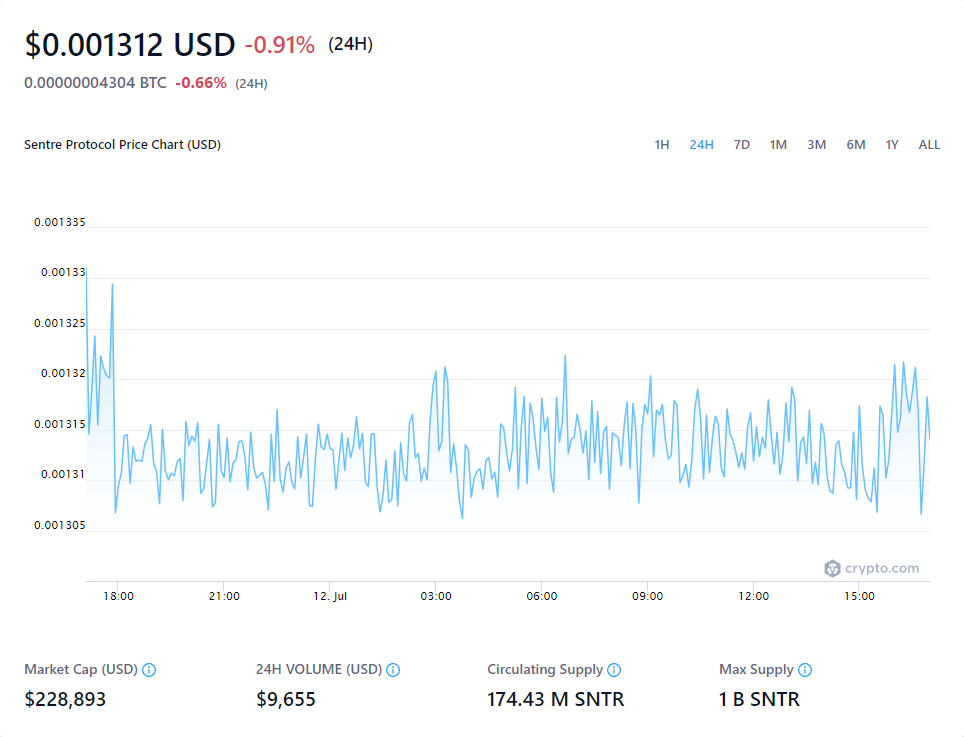 $0.001312 USD -0.91% (24H)
0.00000004304 BTC -0.66% (24H)
Sentre Protocol Price Chart (USD) 1H 24H 7D 1M 3M 6M 1Y ALL
0.001335
0.00133
0.001325
0.00132
0.001315
0.00131
0.001305
crypto.com
18:00 21:00 12. Jul 03:00 06:00 09:00 12:00 15:00
Market Cap (USD) 24H VOLUME (USD) Circulating Supply Max Supply
$228,893 $9,655 174.43 M SNTR 1 B SNTR